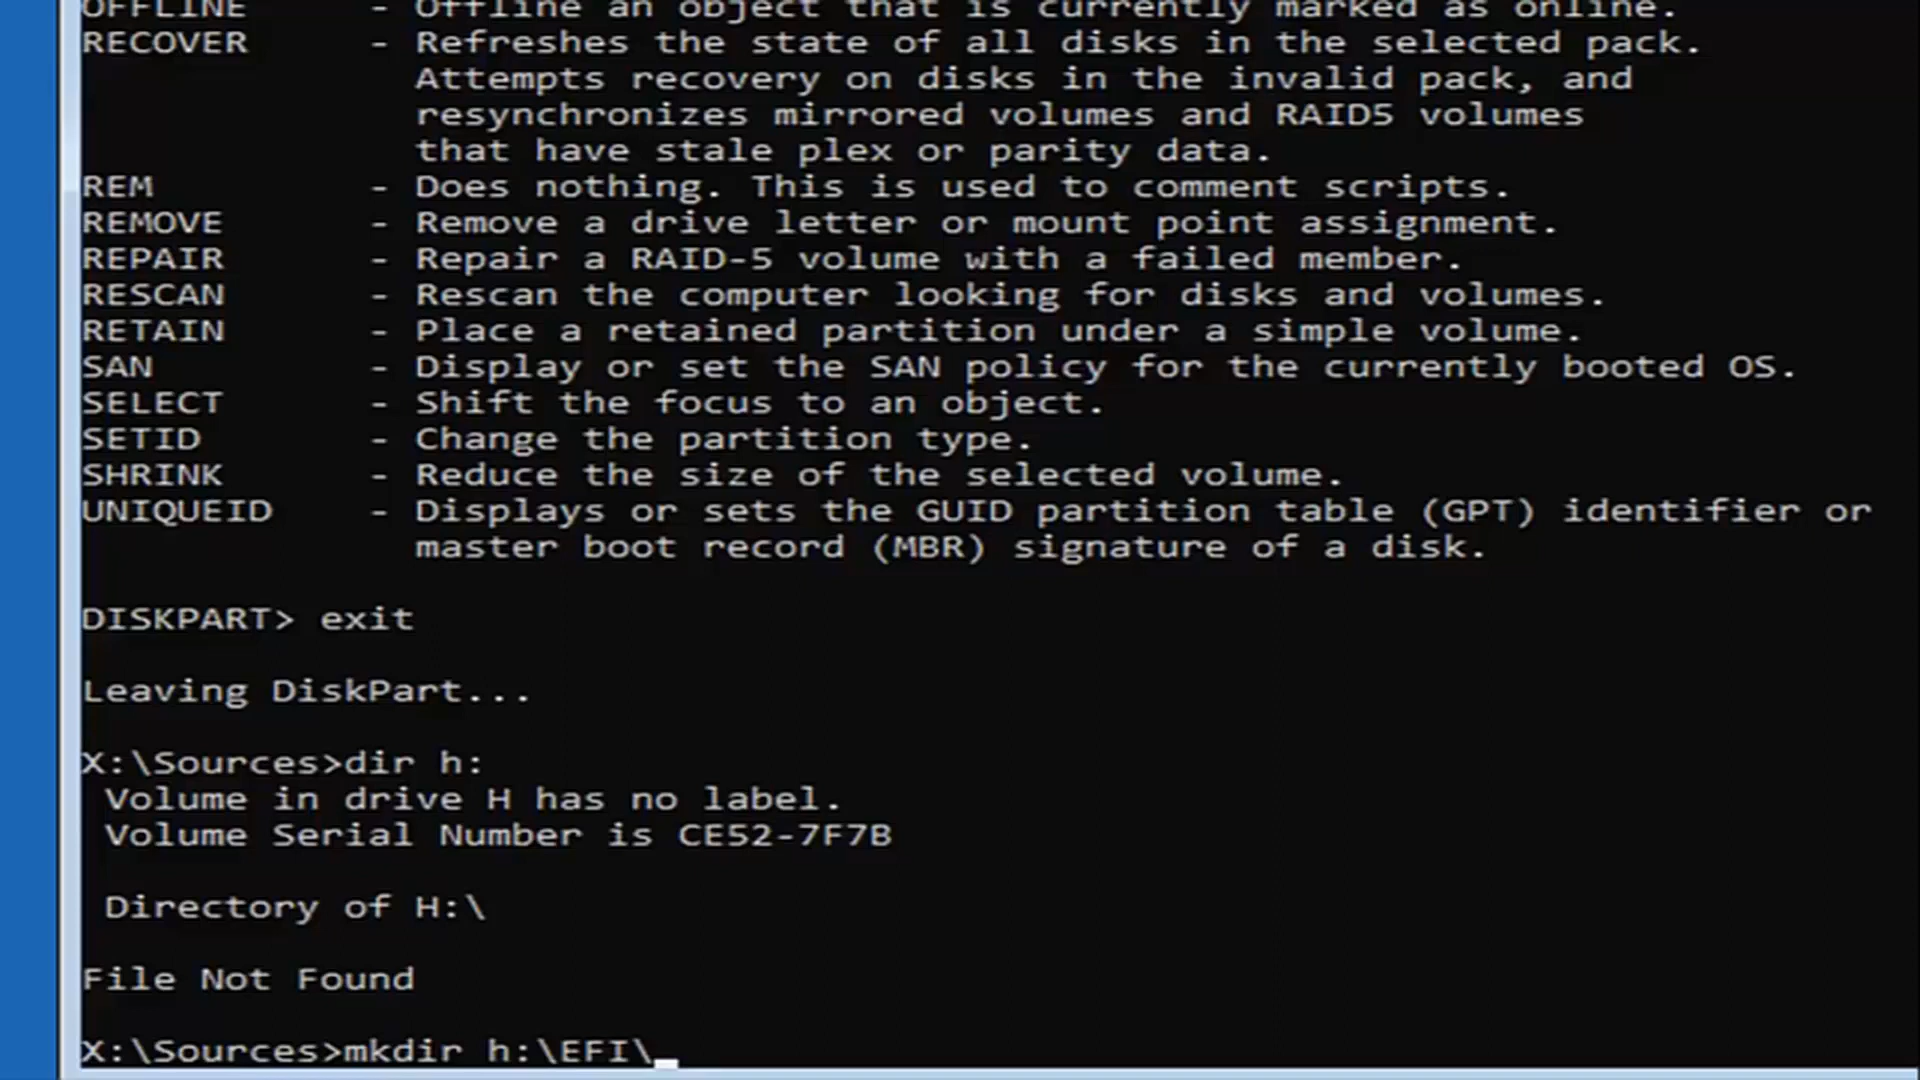 OFFLINE - Offline an object that is currently marked as online.
RECOVER - Refreshes the state of all disks in the selected pack.
Attempts recovery on disks in the invalid pack, and
resynchronizes mirrored volumes and RAID5 volumes
that have stale plex or parity data.
REM - Does nothing. This is used to comment scripts.
REMOVE - Remove a drive letter or mount point assignment.
REPAIR - Repair a RAID-5 volume with a failed member.
RESCAN - Rescan the computer looking for disks and volumes.
RETAIN - Place a retained partition under a simple volume.
SAN - Display or set the SAN policy for the currently booted OS.
SELECT - Shift the focus to an object.
SETID - Change the partition type.
SHRINK - Reduce the size of the selected volume.
UNIQUEID - Displays or sets the GUID partition table (GPT) identifier or
master boot record (MBR) signature of a disk.
DISKPART> exit
Leaving DiskPart...
X:\Sources>dir h:
Volume in drive H has no label.
Volume Serial Number is CE52-7F7B
Directory of H:\
File Not Found
X:\Sources>mkdir h:\EFI\